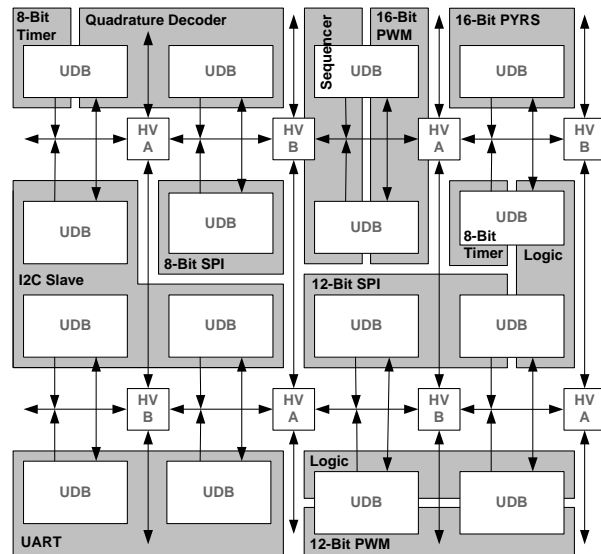 8-Bit
Timer
Quadrature Decoder
Sequencer
16-Bit
PWM
16-Bit PYRS
UDB
UDB
UDB
UDB
HV
A
HV
B
HV
A
HV
B
UDB
UDB
UDB
UDB
8-Bit SPI
8-Bit
Timer
Logic
I2C Slave
12-Bit SPI
UDB
UDB
UDB
UDB
HV
B
HV
A
HV
B
HV
A
Logic
UDB
UDB
UDB
UDB
UART
12-Bit PWM